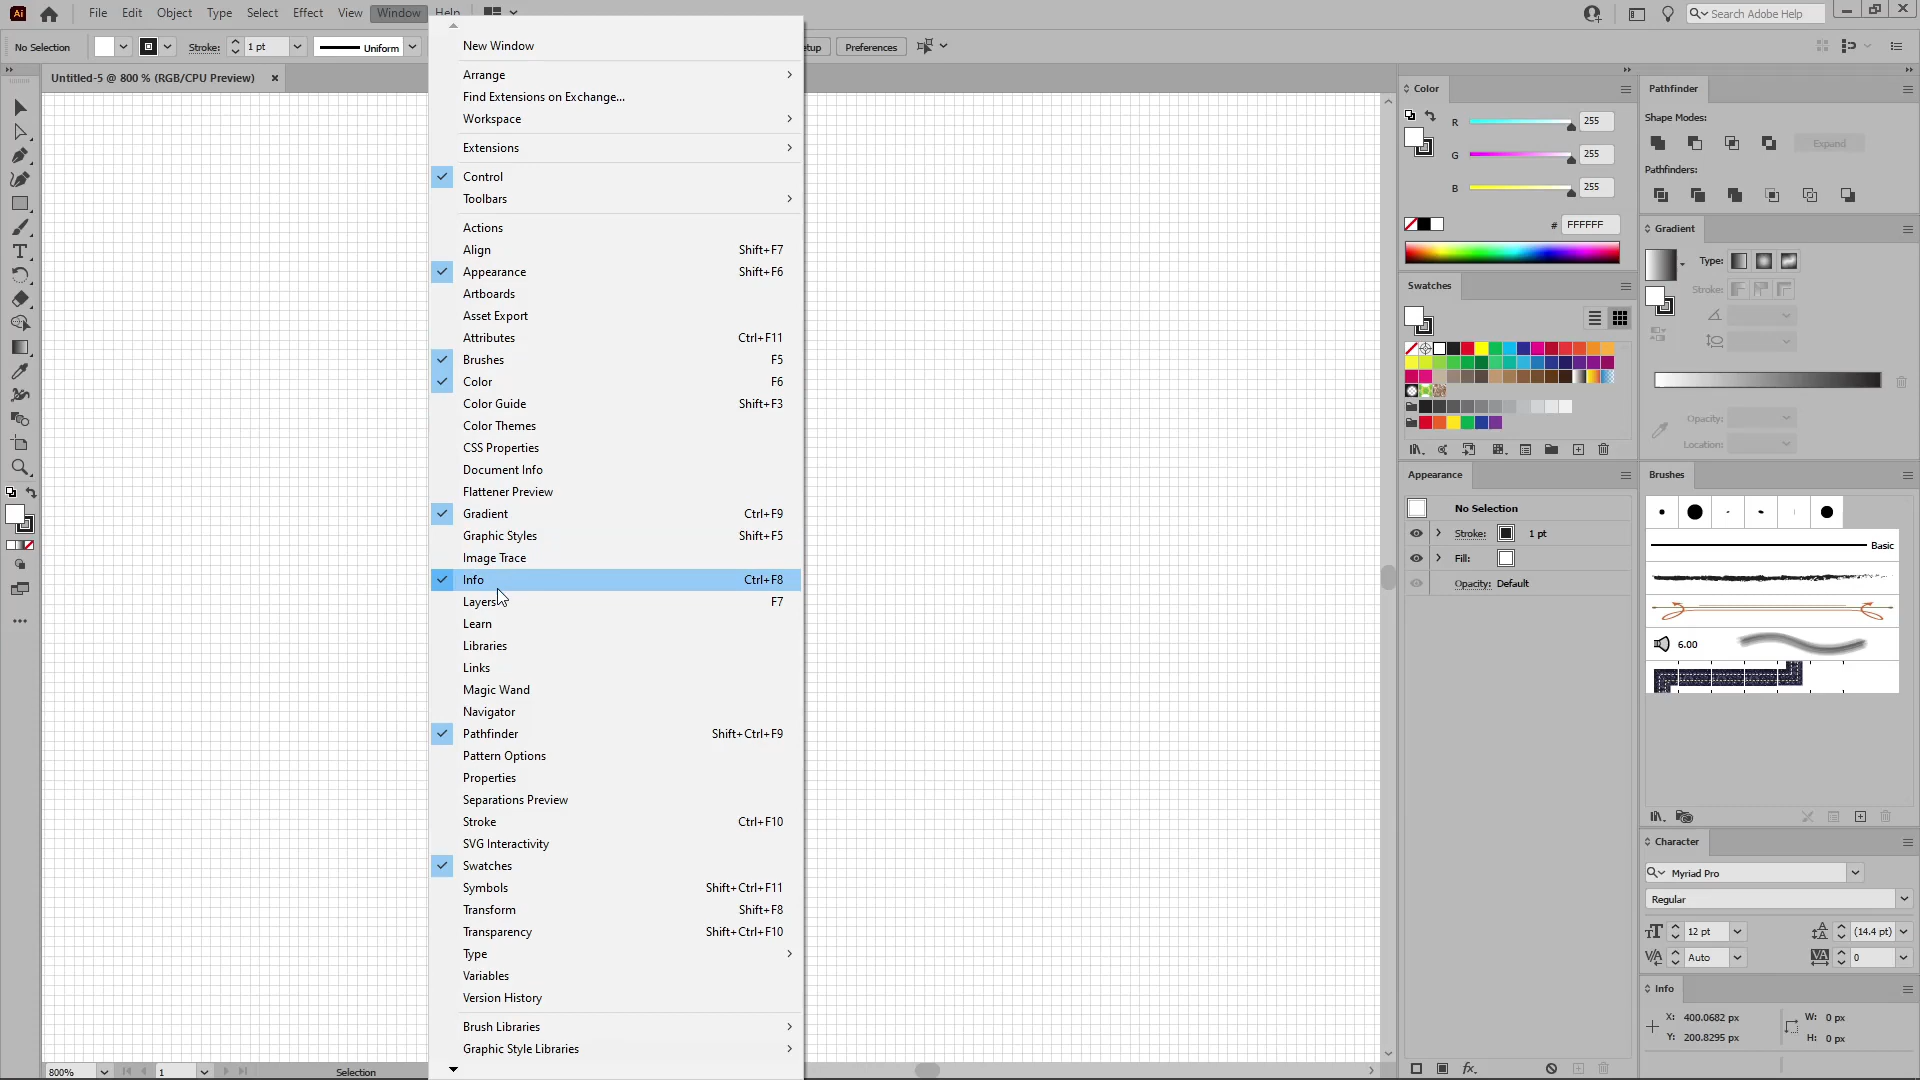 Ai
File Edit Object Type Select Effect View Window Help
Search Adobe Help
No Selection
Stroke: 1 pt Uniform
Preferences
Untitled-5 @ 800 % (RGB/CPU Preview)
New Window
Arrange
Find Extensions on Exchange...
Workspace
Extensions
Control
Toolbars
Actions
Align Shift+F7
Appearance Shift+F6
Artboards
Asset Export
Attributes Ctrl+F11
Brushes F5
Color F6
Color Guide Shift+F3
Color Themes
CSS Properties
Document Info
Flattener Preview
Gradient Ctrl+F9
Graphic Styles Shift+F5
Image Trace
Info Ctrl+F8
Layers F7
Learn
Libraries
Links
Magic Wand
Navigator
Pathfinder Shift+Ctrl+F9
Pattern Options
Properties
Separations Preview
Stroke Ctrl+F10
SVG Interactivity
Swatches
Symbols Shift+Ctrl+F11
Transform Shift+F8
Transparency Shift+Ctrl+F10
Type
Variables
Version History
Brush Libraries
Graphic Style Libraries
800% 1 Selection
Color
R 255
G 255
B 255
# FFFFFF
Swatches
Appearance
No Selection
Stroke: 1 pt
Fill:
Opacity: Default
fx
Pathfinder
Shape Modes:
Expand
Pathfinders:
Gradient
Type:
Stroke:
Opacity:
Location:
Brushes
Basic
6.00
Character
Myriad Pro
Regular
12 pt (14.4 pt)
Auto 0
Info
X: 400.0682 px W: 0 px
Y: 200.8295 px H: 0 px